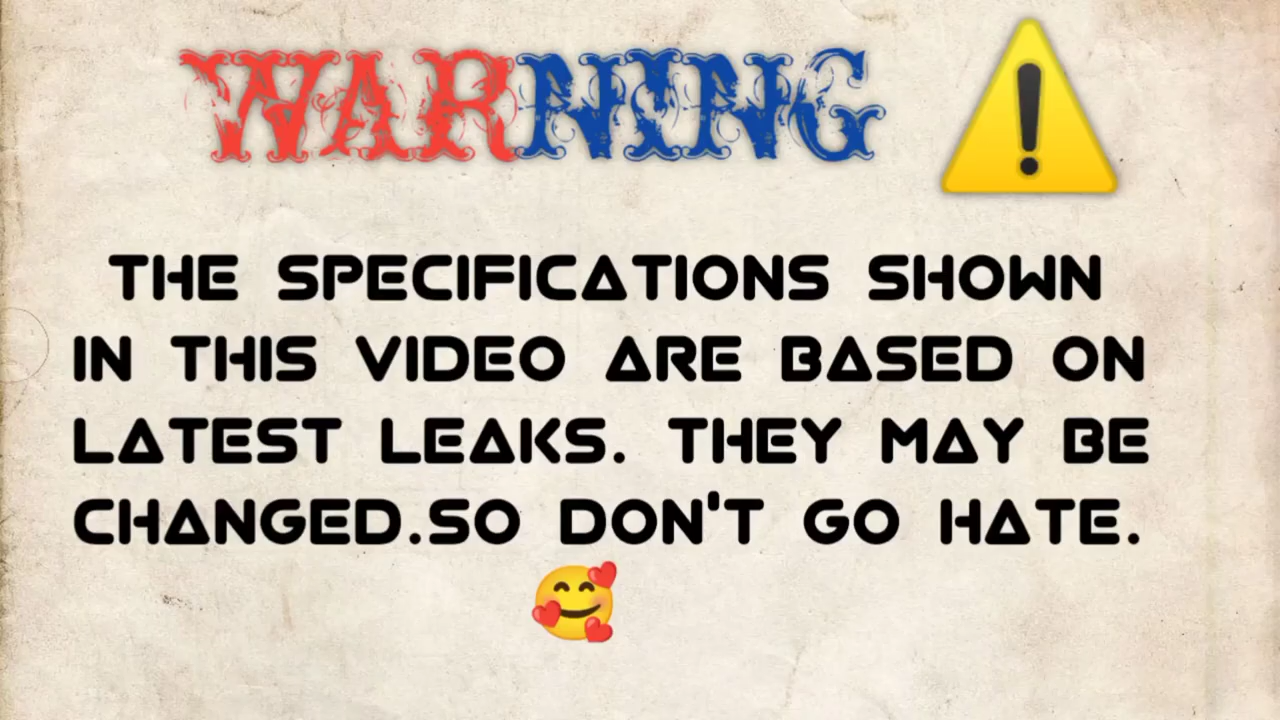 WARNING ⚠️
THE SPECIFICATIONS SHOWN
IN THIS VIDEO ARE BASED ON
LATEST LEAKS. THEY MAY BE
CHANGED.SO DON'T GO HATE.
🥰